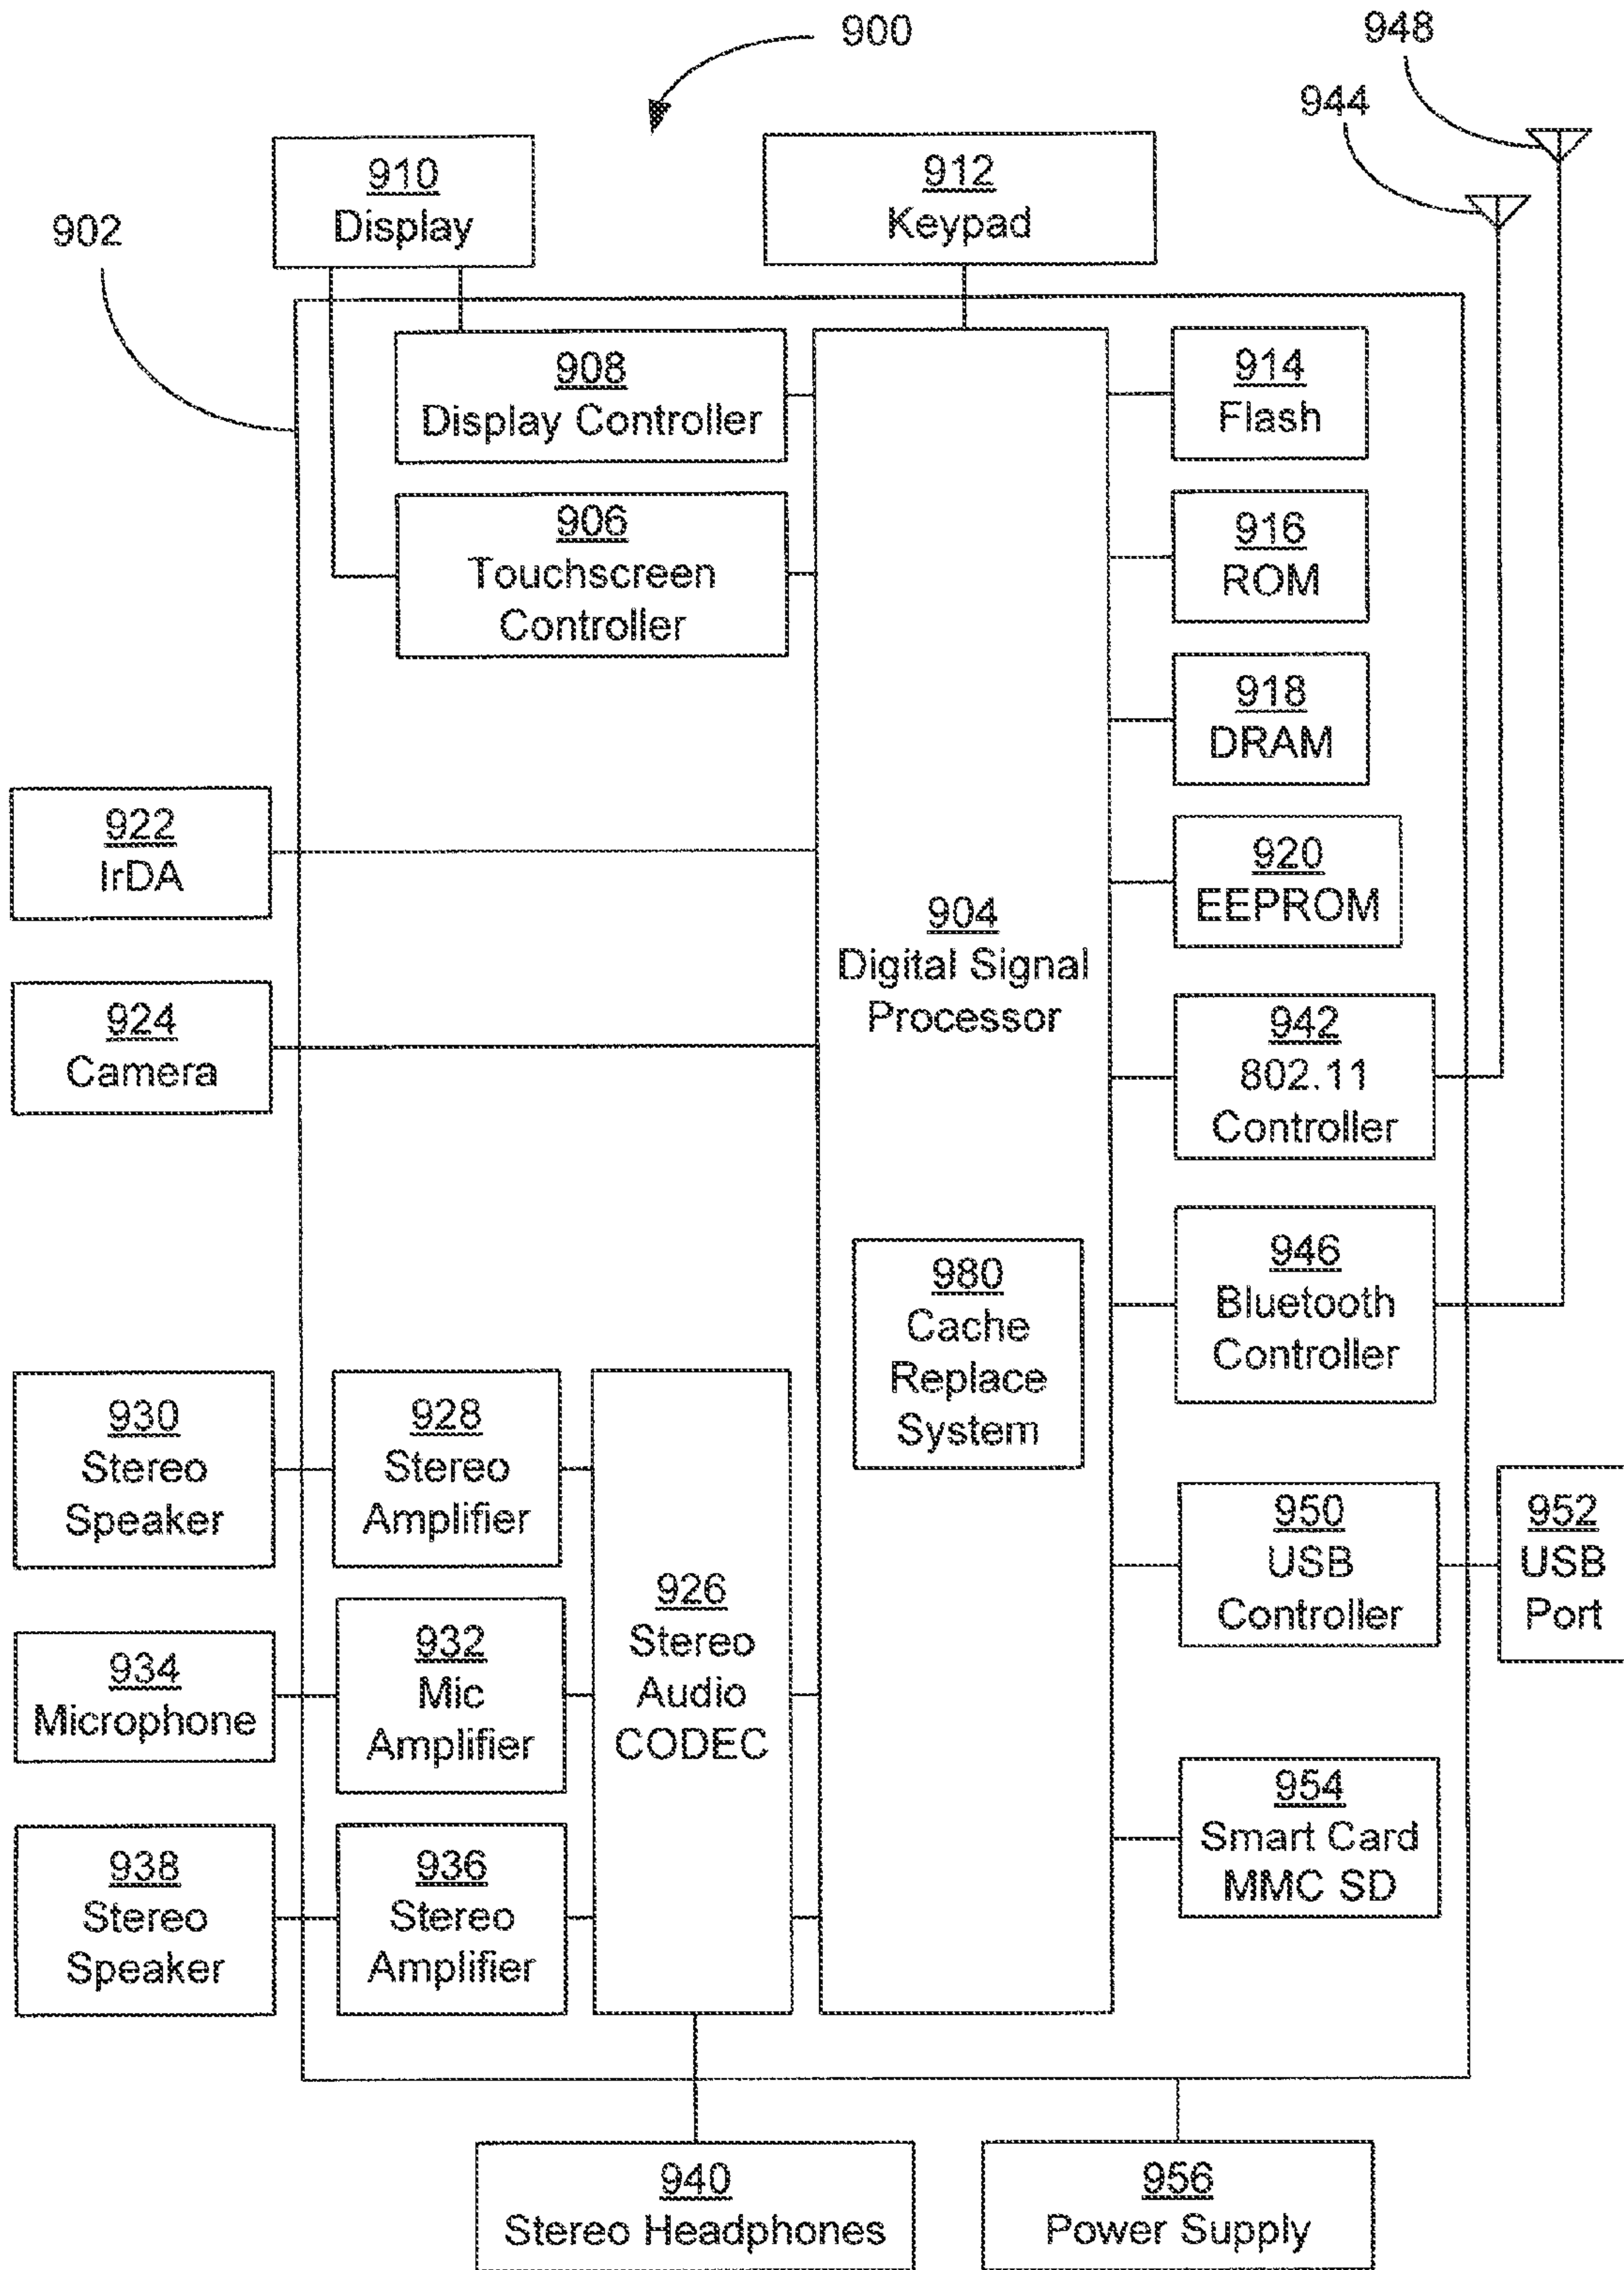 900
948
944
910
Display
912
Keypad
902
908
Display Controller
914
Flash
906
Touchscreen
Controller
916
ROM
918
DRAM
922
IrDA
920
EEPROM
904
Digital Signal
Processor
924
Camera
942
802.11
Controller
980
Cache
Replace
System
946
Bluetooth
Controller
930
Stereo
Speaker
928
Stereo
Amplifier
926
Stereo
Audio
CODEC
950
USB
Controller
952
USB
Port
934
Microphone
932
Mic
Amplifier
954
Smart Card
MMC SD
938
Stereo
Speaker
936
Stereo
Amplifier
940
Stereo Headphones
956
Power Supply